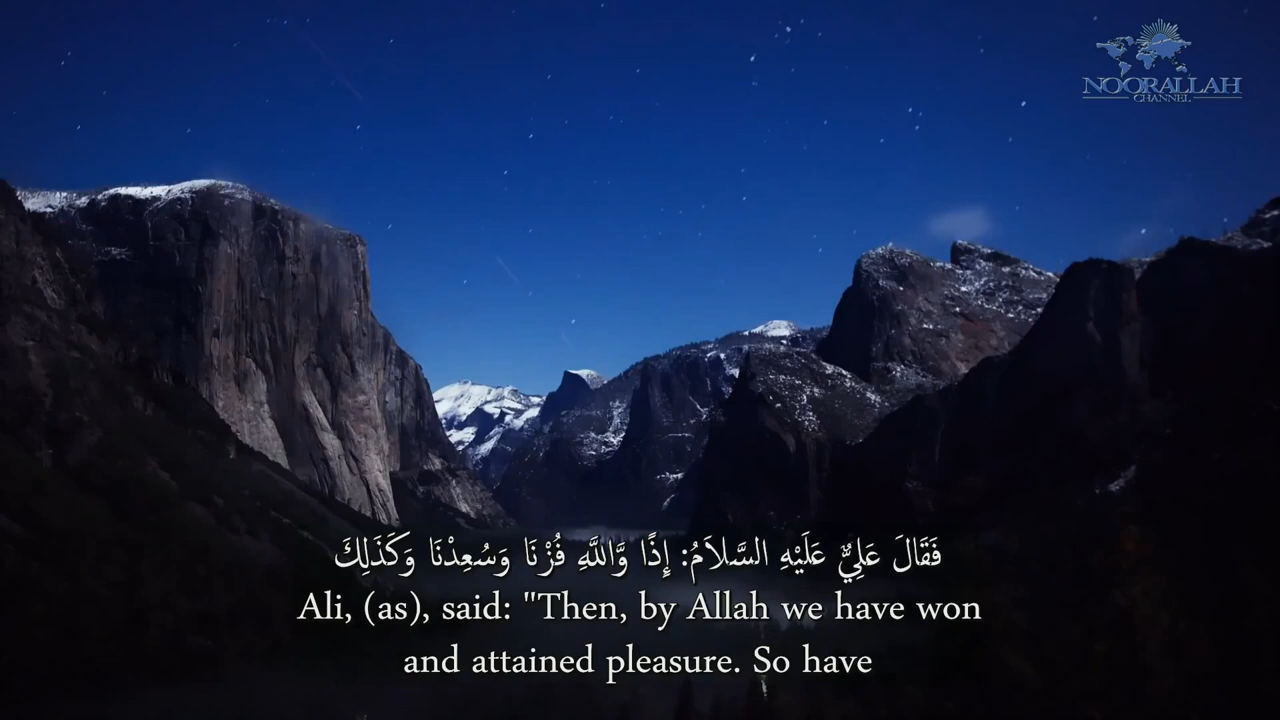 NOORALLAH
CHANNEL
فَقَالَ عَلِيٌّ عَلَيْهِ السَّلاَمُ: إِذًا وَّاللَّهِ فُزْنَا وَسُعِدْنَا وَكَذَلِكَ
Ali, (as), said: "Then, by Allah we have won
and attained pleasure. So have